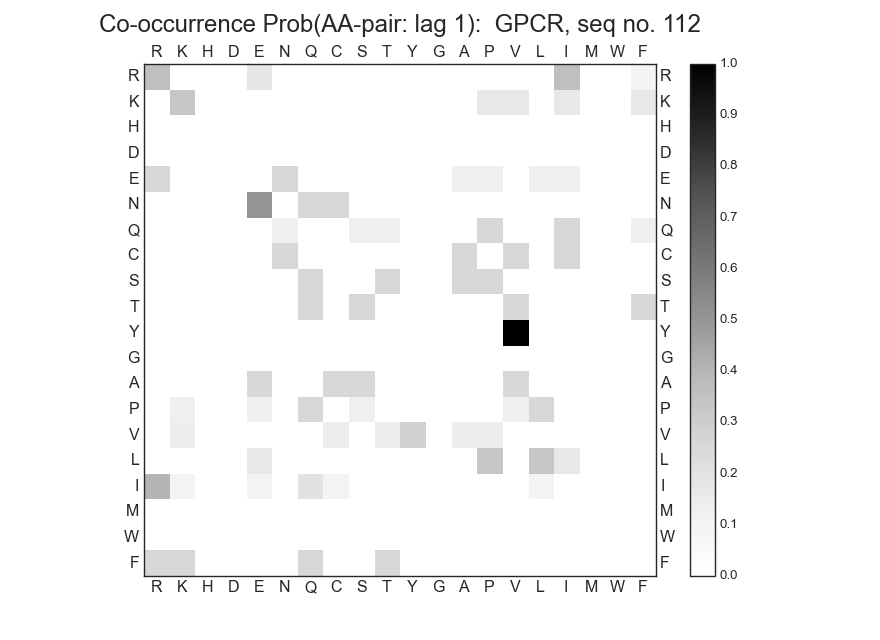 Co-occurrence Prob(AA-pair: lag 1):  GPCR, seq no. 112
R K H D E N Q C S T Y G A P V L I M W F
R R 1.0
K K 0.9
H H
D D 0.8
E E
N N 0.7
Q Q
C C 0.6
S S
T T 0.5
Y Y
G G
A A 0.4
P P 0.3
V V
L L 0.2
I I
M M 0.1
W W
F F 0.0
R K H D E N Q C S T Y G A P V L I M W F